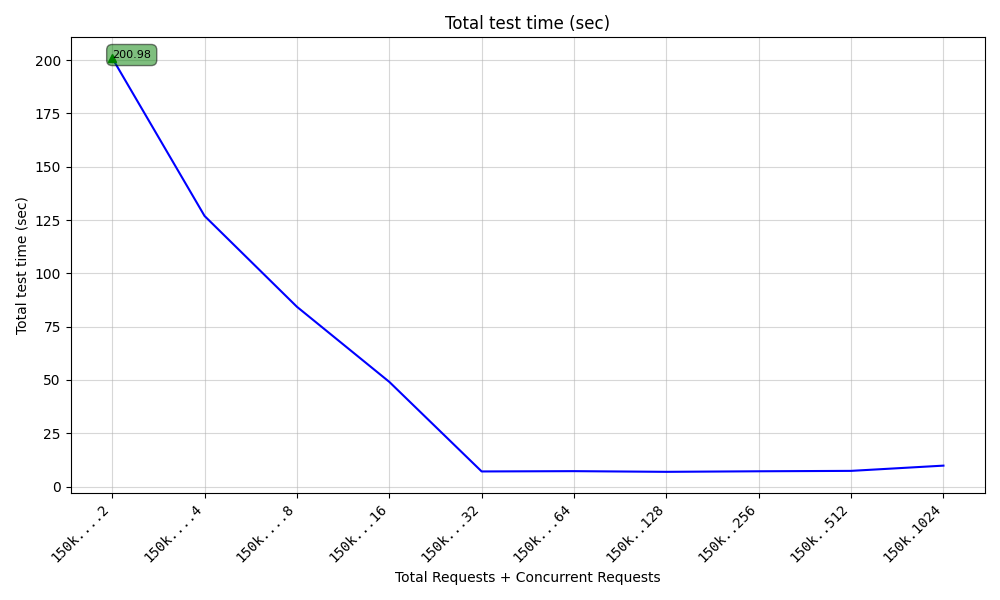 Total test time (sec)
200.98
Total test time (sec)
200
175
150
125
100
75
50
25
0
150k....2
150k....4
150k....8
150k...16
150k...32
150k...64
150k..128
150k..256
150k..512
150k.1024
Total Requests + Concurrent Requests